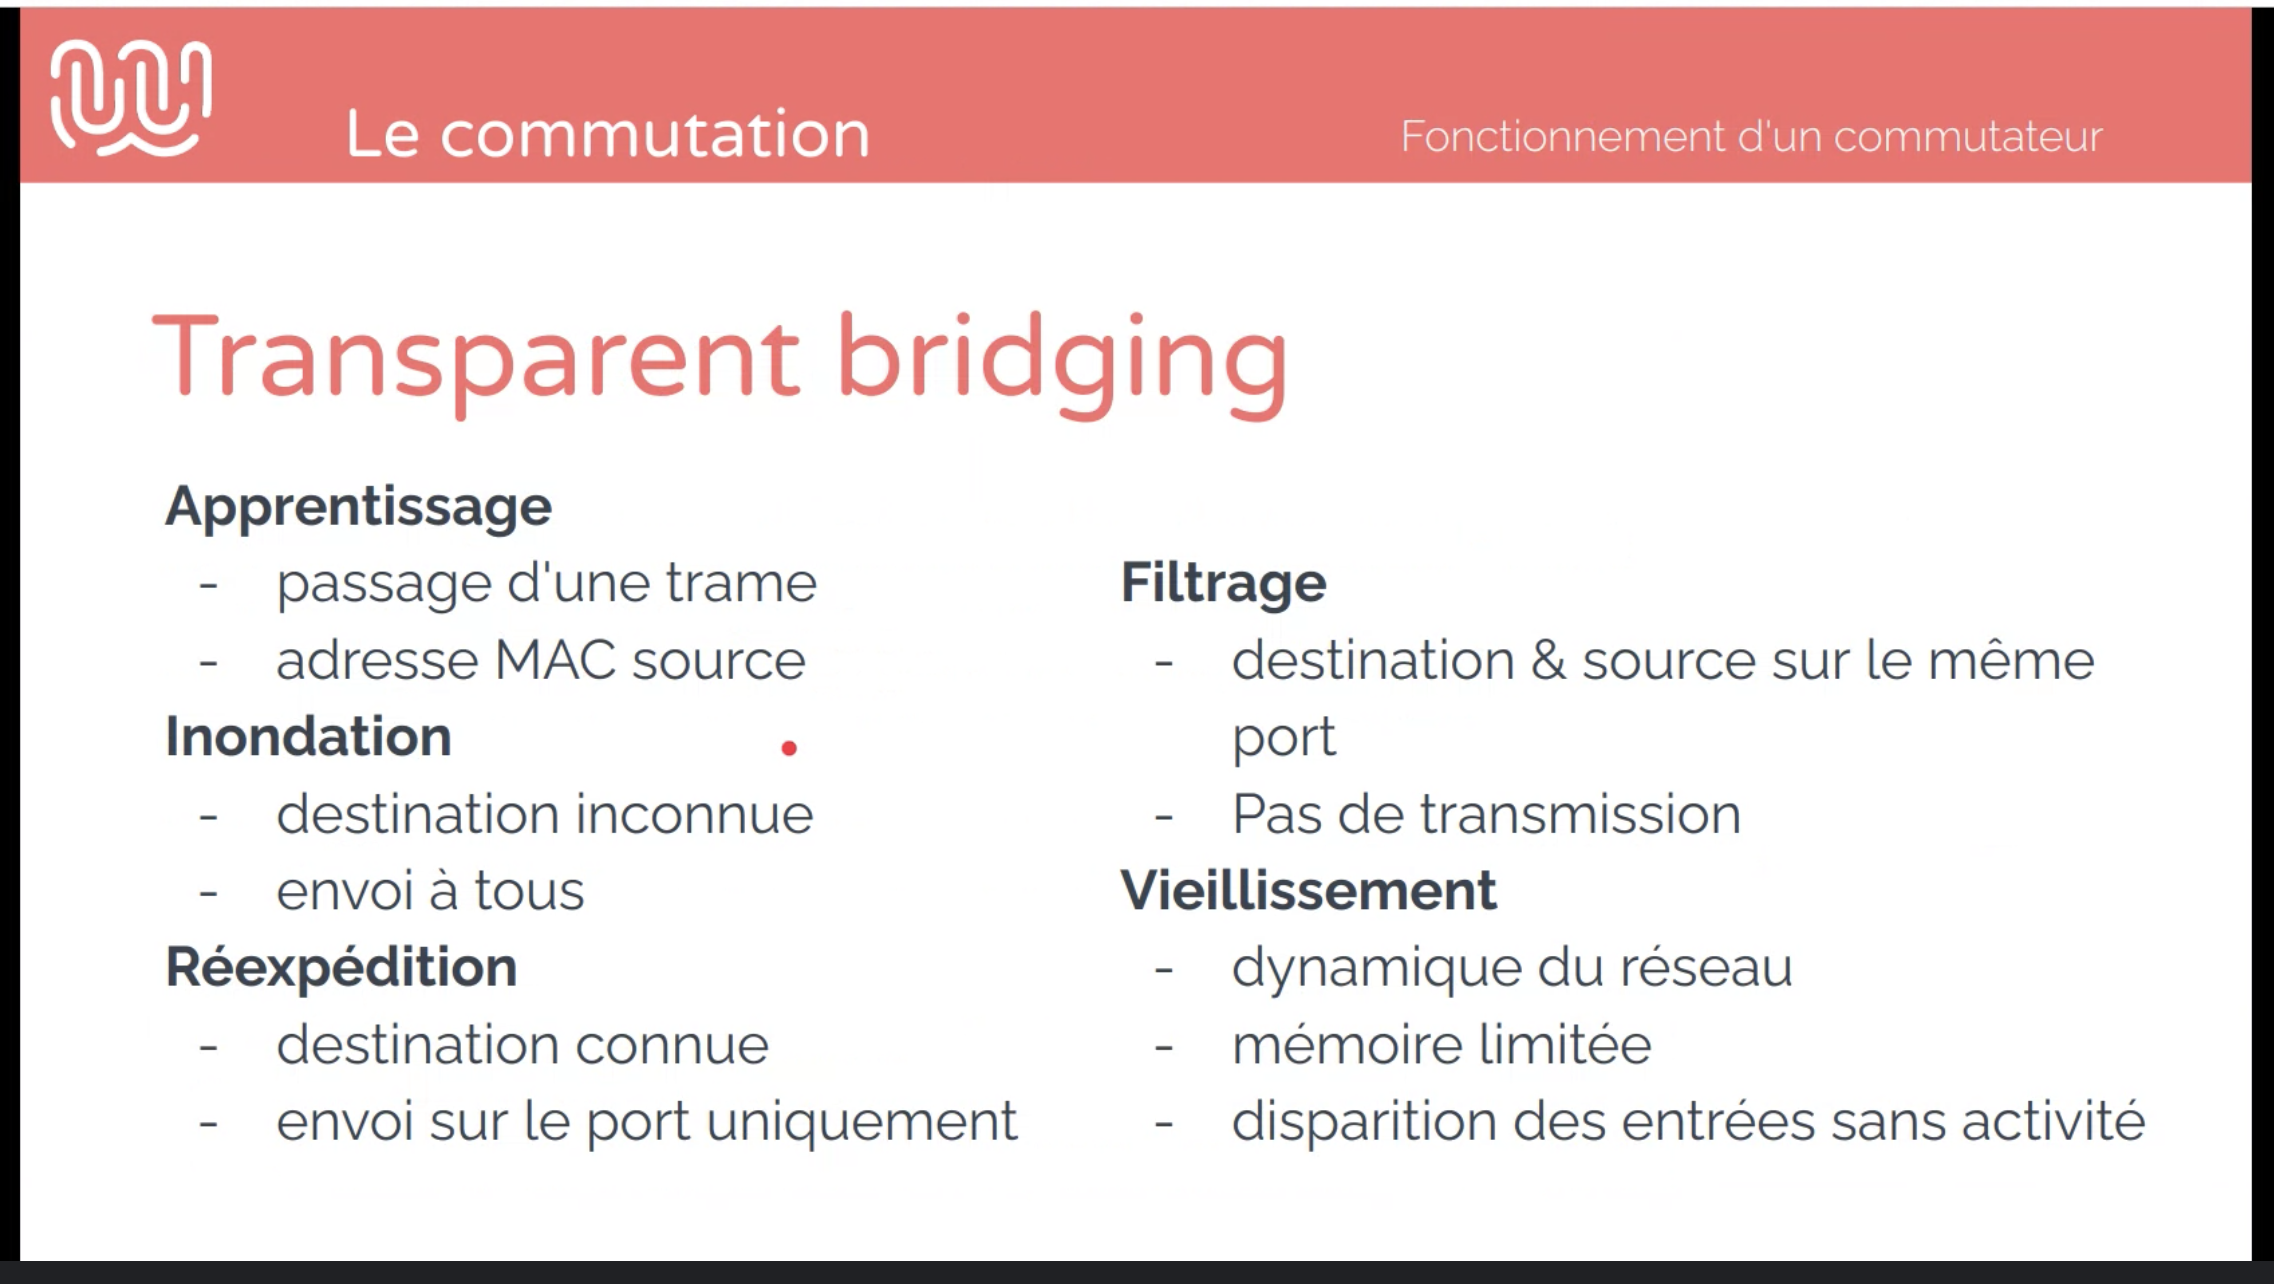 Le commutation
Fonctionnement d'un commutateur
Transparent bridging
Apprentissage
- passage d'une trame
- adresse MAC source
Inondation
- destination inconnue
- envoi à tous
Réexpédition
- destination connue
- envoi sur le port uniquement
Filtrage
- destination & source sur le même
port
- Pas de transmission
Vieillissement
- dynamique du réseau
- mémoire limitée
- disparition des entrées sans activité